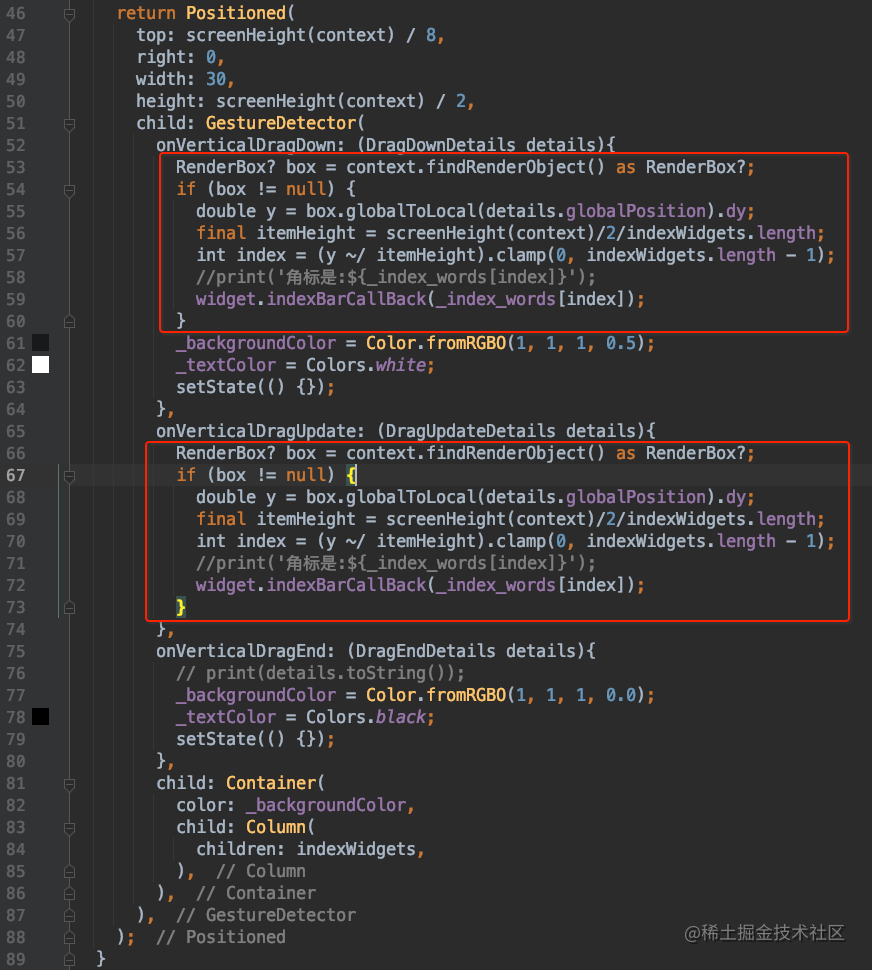 46 return Positioned(
47 top: screenHeight(context) / 8,
48 right: 0,
49 width: 30,
50 height: screenHeight(context) / 2,
51 child: GestureDetector(
52 onVerticalDragDown: (DragDownDetails details){
53 RenderBox? box = context.findRenderObject() as RenderBox?;
54 if (box != null) {
55 double y = box.globalToLocal(details.globalPosition).dy;
56 final itemHeight = screenHeight(context)/2/indexWidgets.length;
57 int index = (y ~/ itemHeight).clamp(0, indexWidgets.length - 1);
58 //print('角标是:${_index_words[index]}');
59 widget.indexBarCallBack(_index_words[index]);
60 }
61 _backgroundColor = Color.fromRGBO(1, 1, 1, 0.5);
62 _textColor = Colors.white;
63 setState(() {});
64 },
65 onVerticalDragUpdate: (DragUpdateDetails details){
66 RenderBox? box = context.findRenderObject() as RenderBox?;
67 if (box != null) {
68 double y = box.globalToLocal(details.globalPosition).dy;
69 final itemHeight = screenHeight(context)/2/indexWidgets.length;
70 int index = (y ~/ itemHeight).clamp(0, indexWidgets.length - 1);
71 //print('角标是:${_index_words[index]}');
72 widget.indexBarCallBack(_index_words[index]);
73 }
74 },
75 onVerticalDragEnd: (DragEndDetails details){
76 // print(details.toString());
77 _backgroundColor = Color.fromRGBO(1, 1, 1, 0.0);
78 _textColor = Colors.black;
79 setState(() {});
80 },
81 child: Container(
82 color: _backgroundColor,
83 child: Column(
84 children: indexWidgets,
85 ), // Column
86 ), // Container
87 ), // GestureDetector
88 ); // Positioned
89 }
@稀土掘金技术社区